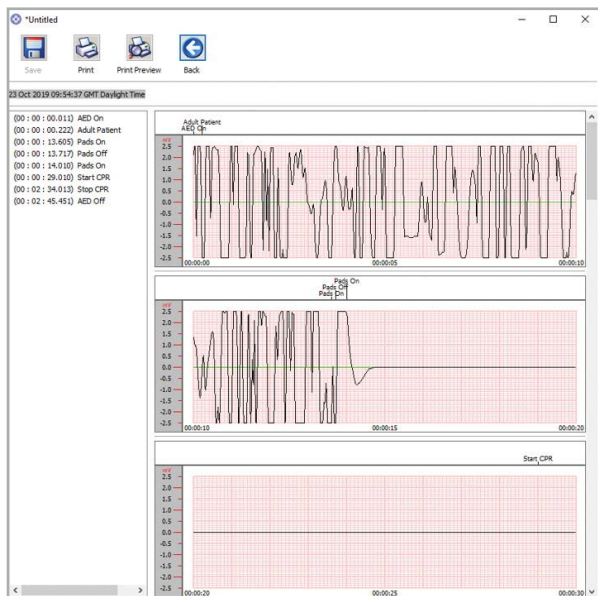 *Untitled
Save Print Print Preview Back
23 Oct 2019 09:54:37 GMT Daylight Time
(00 : 00 : 00.011) AED On
(00 : 00 : 00.222) Adult Patient
(00 : 00 : 13.605) Pads On
(00 : 00 : 13.717) Pads Off
(00 : 00 : 14.010) Pads On
(00 : 00 : 29.010) Start CPR
(00 : 02 : 34.013) Stop CPR
(00 : 02 : 45.451) AED Off
Adult Patient
AED On
mV
2.5
2.0
1.5
1.0
0.5
0.0
-0.5
-1.0
-1.5
-2.0
-2.5
00:00:00 00:00:05 00:00:10
Pads On
Pads Off
Pads On
mV
2.5
2.0
1.5
1.0
0.5
0.0
-0.5
-1.0
-1.5
-2.0
-2.5
00:00:10 00:00:15 00:00:20
Start CPR
mV
2.5
2.0
1.5
1.0
0.5
0.0
-0.5
-1.0
-1.5
-2.0
-2.5
00:00:20 00:00:25 00:00:30